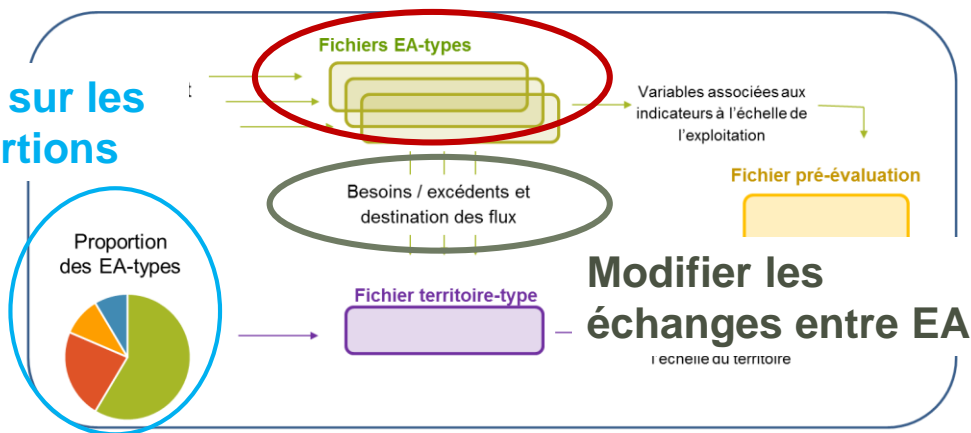 Fichiers EA-types
sur les
rtions
Variables associées aux
indicateurs à l'échelle de
l'exploitation
Besoins / excédents et
destination des flux
Fichier pré-évaluation
Proportion
des EA-types
Modifier les
échanges entre EA
Fichier territoire-type
l'échelle du territoire